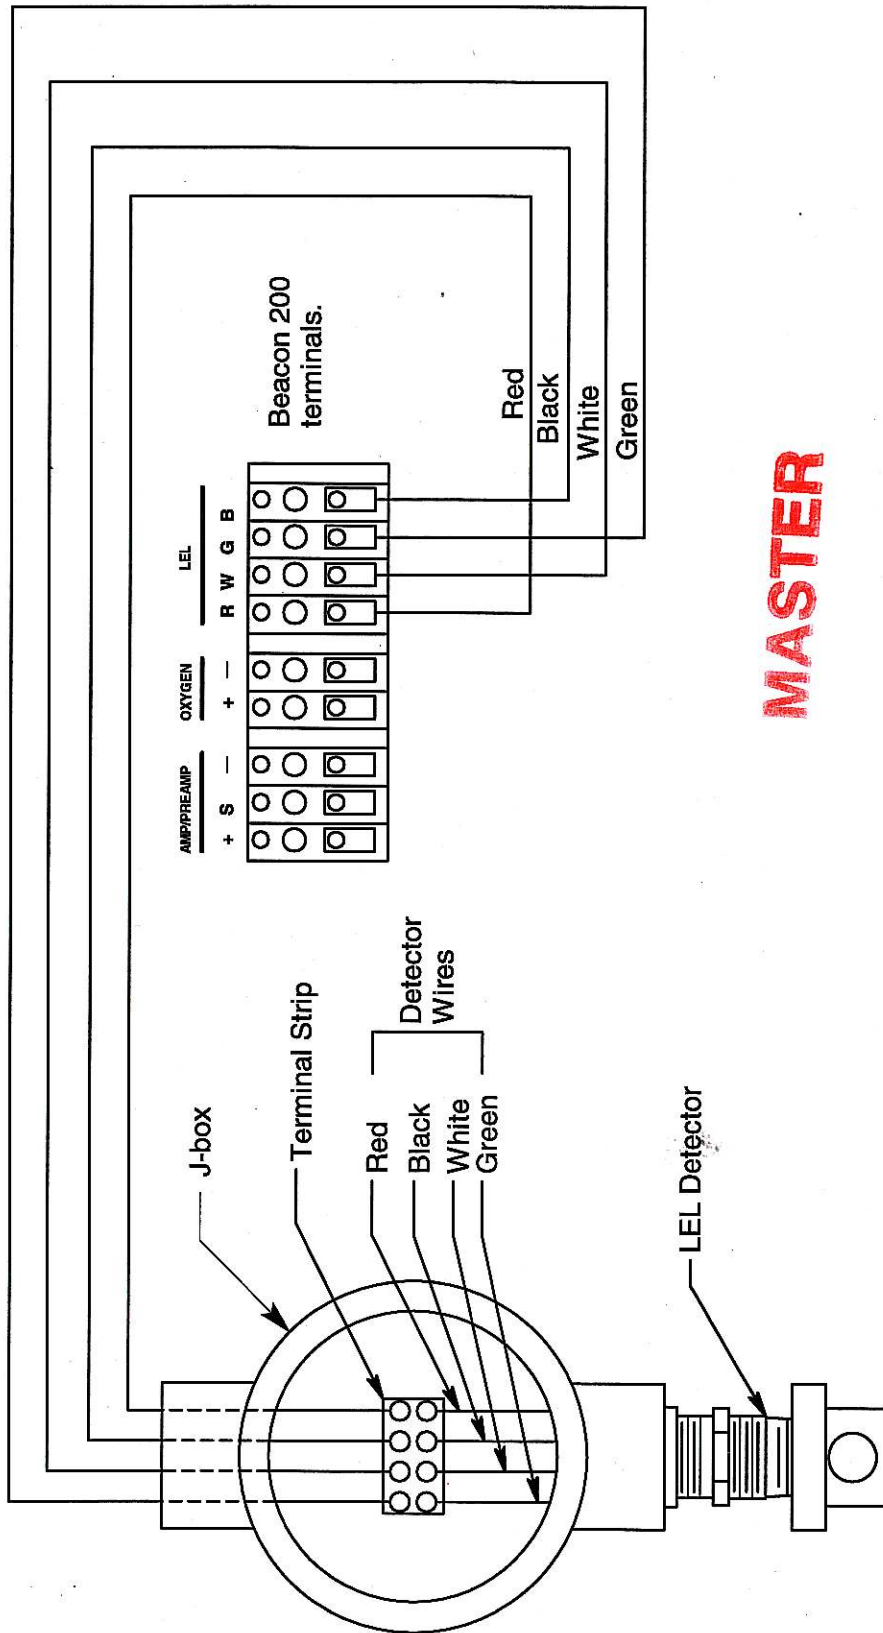 J-box
Terminal Strip
Red
Black
White
Green
Detector
Wires
LEL Detector
AMP/PREAMP
OXYGEN
LEL
+ S — + — R W G B
Beacon 200
terminals.
Red
Black
White
Green
MASTER